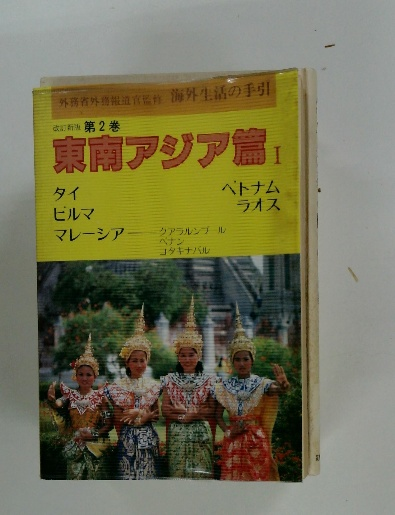 外務省外務報道官監修 海外生活の手引
改訂新版 第2巻
東南アジア篇 I
タイ
ビルマ
マレーシア――クアラルンプール
ペナン
コタキナバル
ベトナム
ラオス